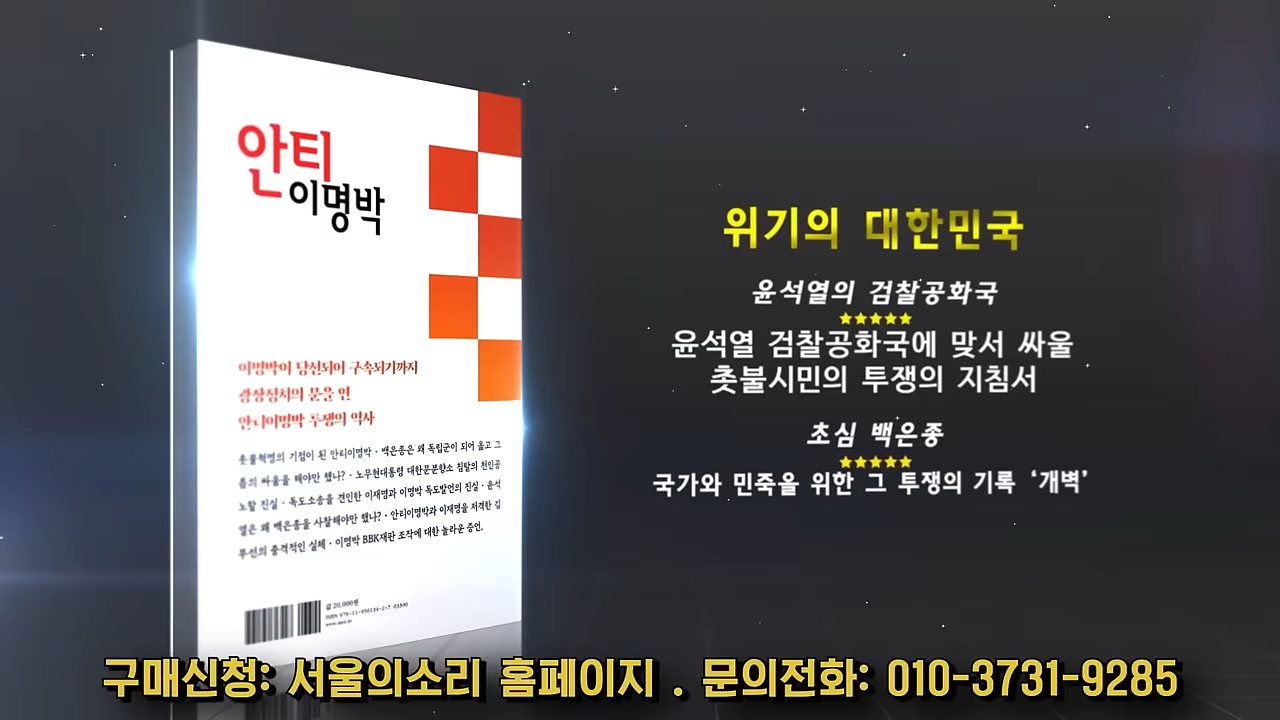 안티
이명박
이명박이 당선되어 구속되기까지
광장정치의 문을 연
안티이명박 투쟁의 역사
촛불혁명의 기점이 된 안티이명박 · 백은종은 왜 독립군이 되어 홀로 그
들의 싸움을 해야만 했나? · 노무현대통령 대한문분향소 침탈의 천인공
노할 진실 · 독도소송을 견인한 이재명과 이명박 독도발언의 진실 · 윤석
열은 왜 백은종을 사찰해야만 했나? · 안티이명박과 이재명을 저격한 김
부선의 충격적인 실체 · 이명박 BBK재판 조작에 대한 놀라운 증언.
값 20,000원
03300
위기의 대한민국
윤석열의 검찰공화국
★★★★★
윤석열 검찰공화국에 맞서 싸울
촛불시민의 투쟁의 지침서
초심 백은종
★★★★★
국가와 민족을 위한 그 투쟁의 기록 ‘개벽’
구매신청: 서울의소리 홈페이지 . 문의전화: 010-3731-9285